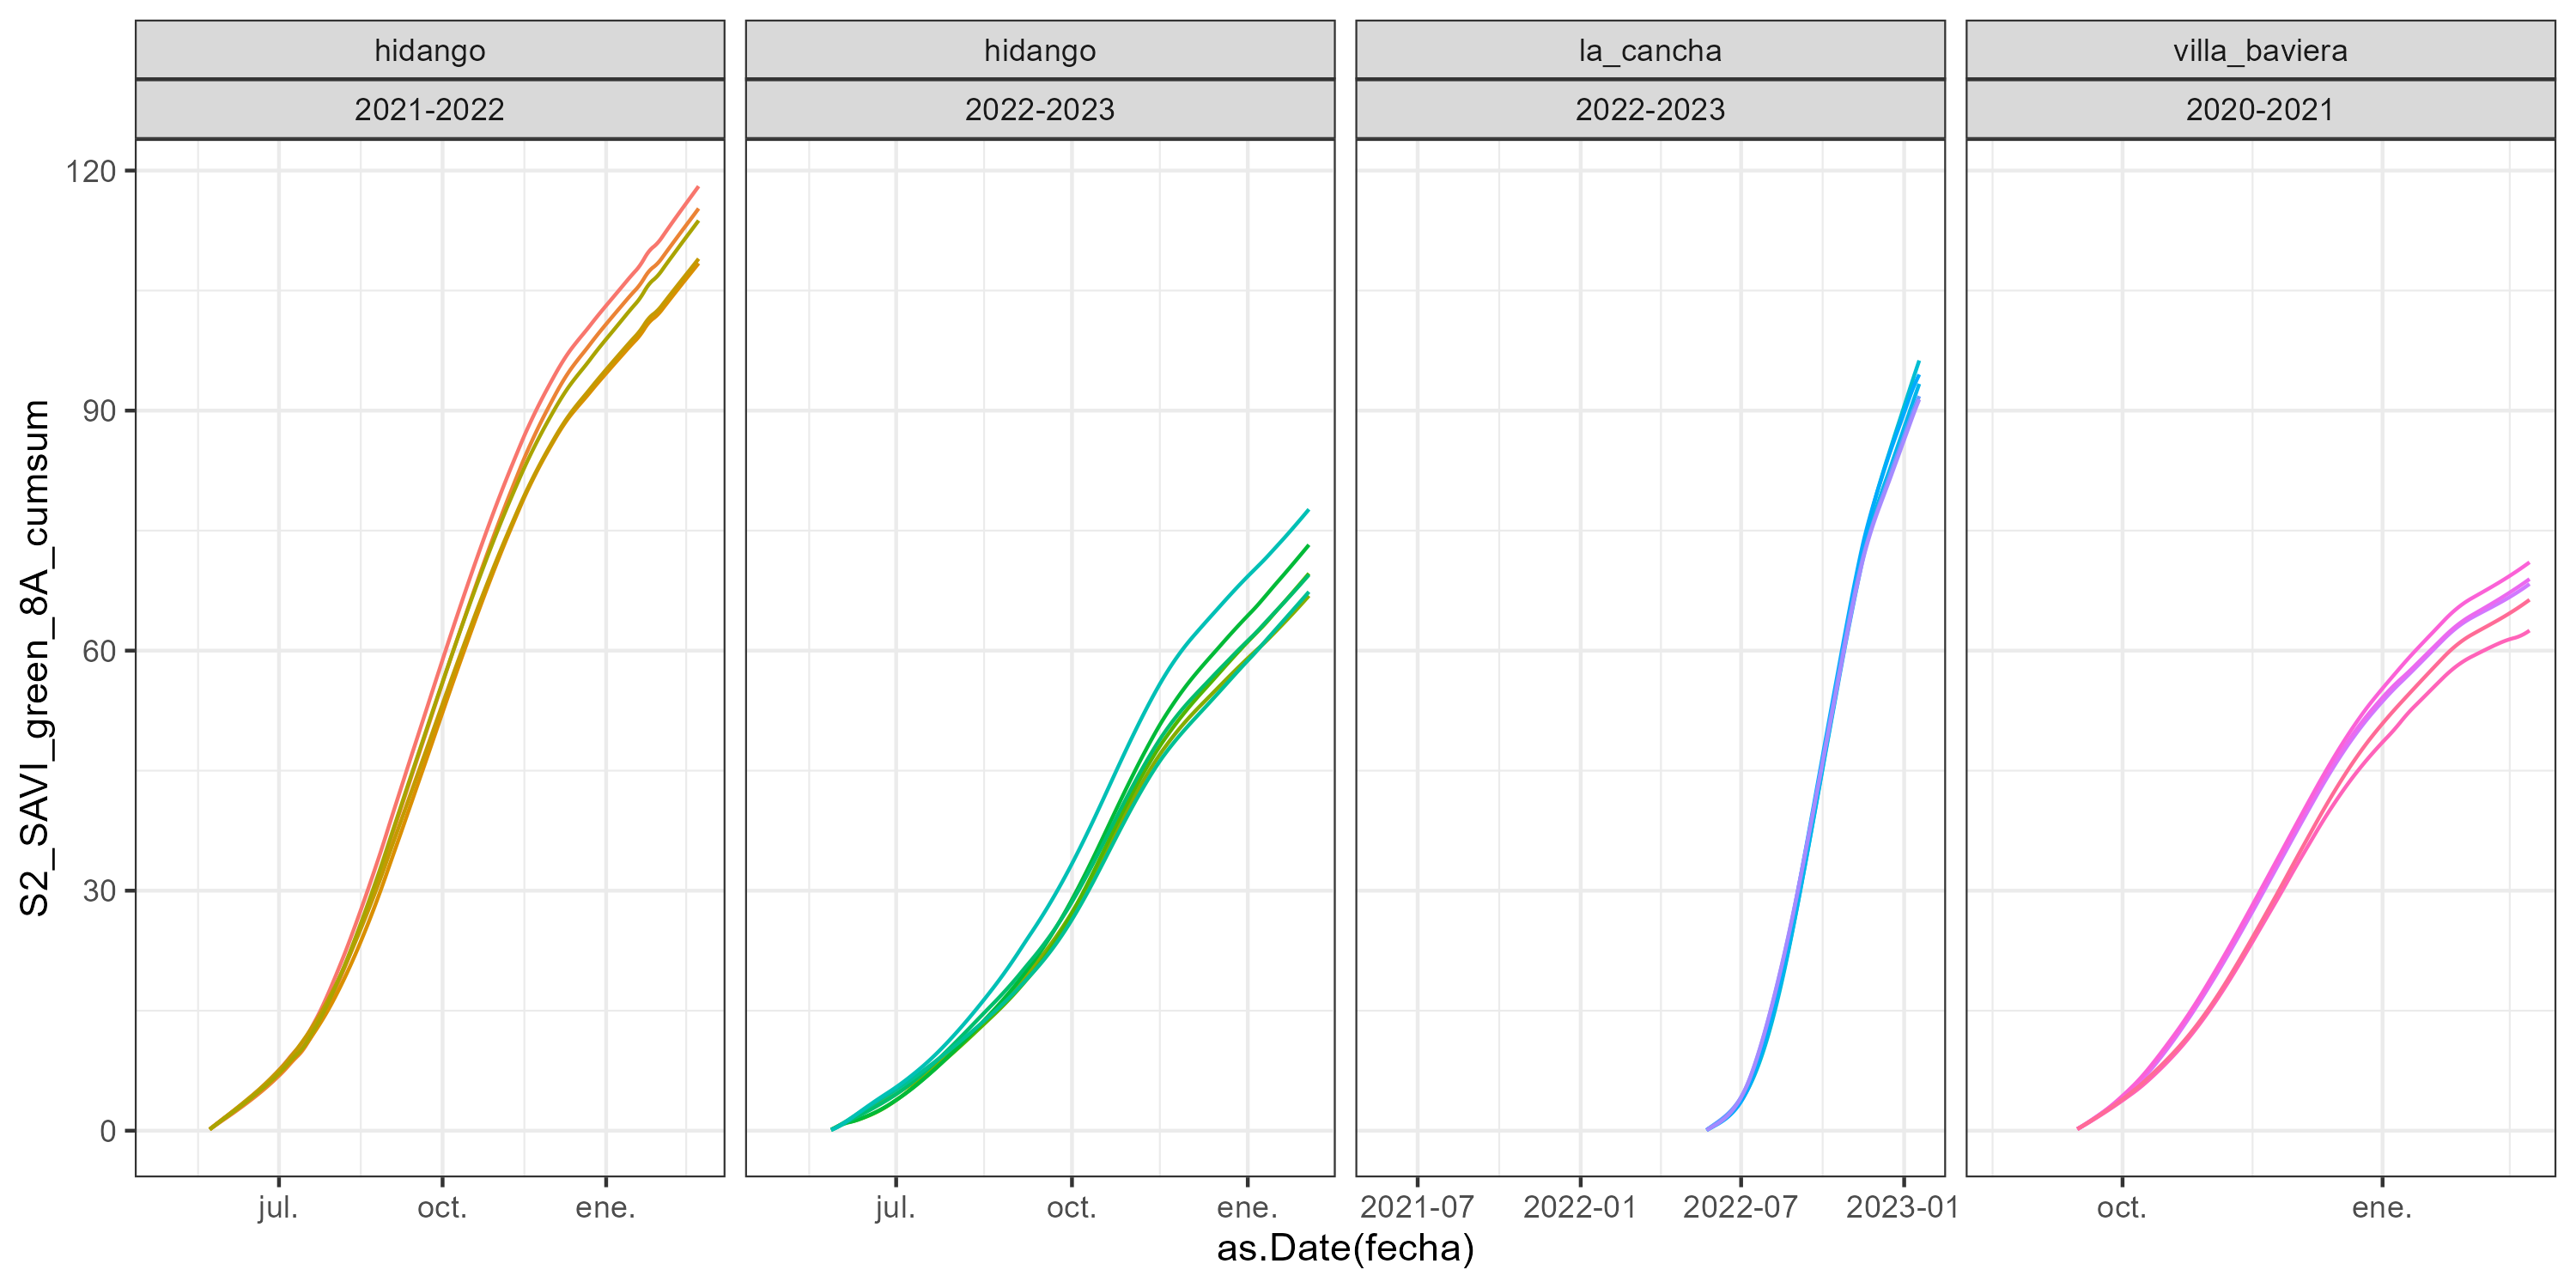 hidango hidango la_cancha villa_baviera
2021-2022 2022-2023 2022-2023 2020-2021
120
90
60
30
0
S2_SAVI_green_8A_cumsum
jul. oct. ene. jul. oct. ene. 2021-07 2022-01 2022-07 2023-01 oct. ene.
as.Date(fecha)